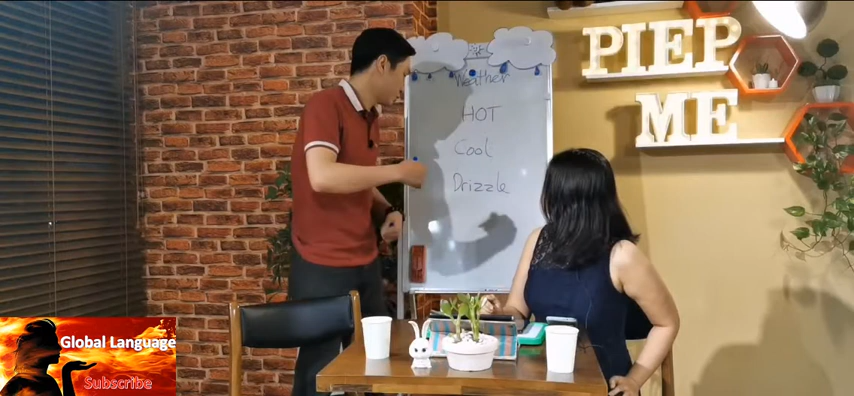 PIEP
ME
Weather
HOT
Cool
Drizzle
Global Language
Subscribe